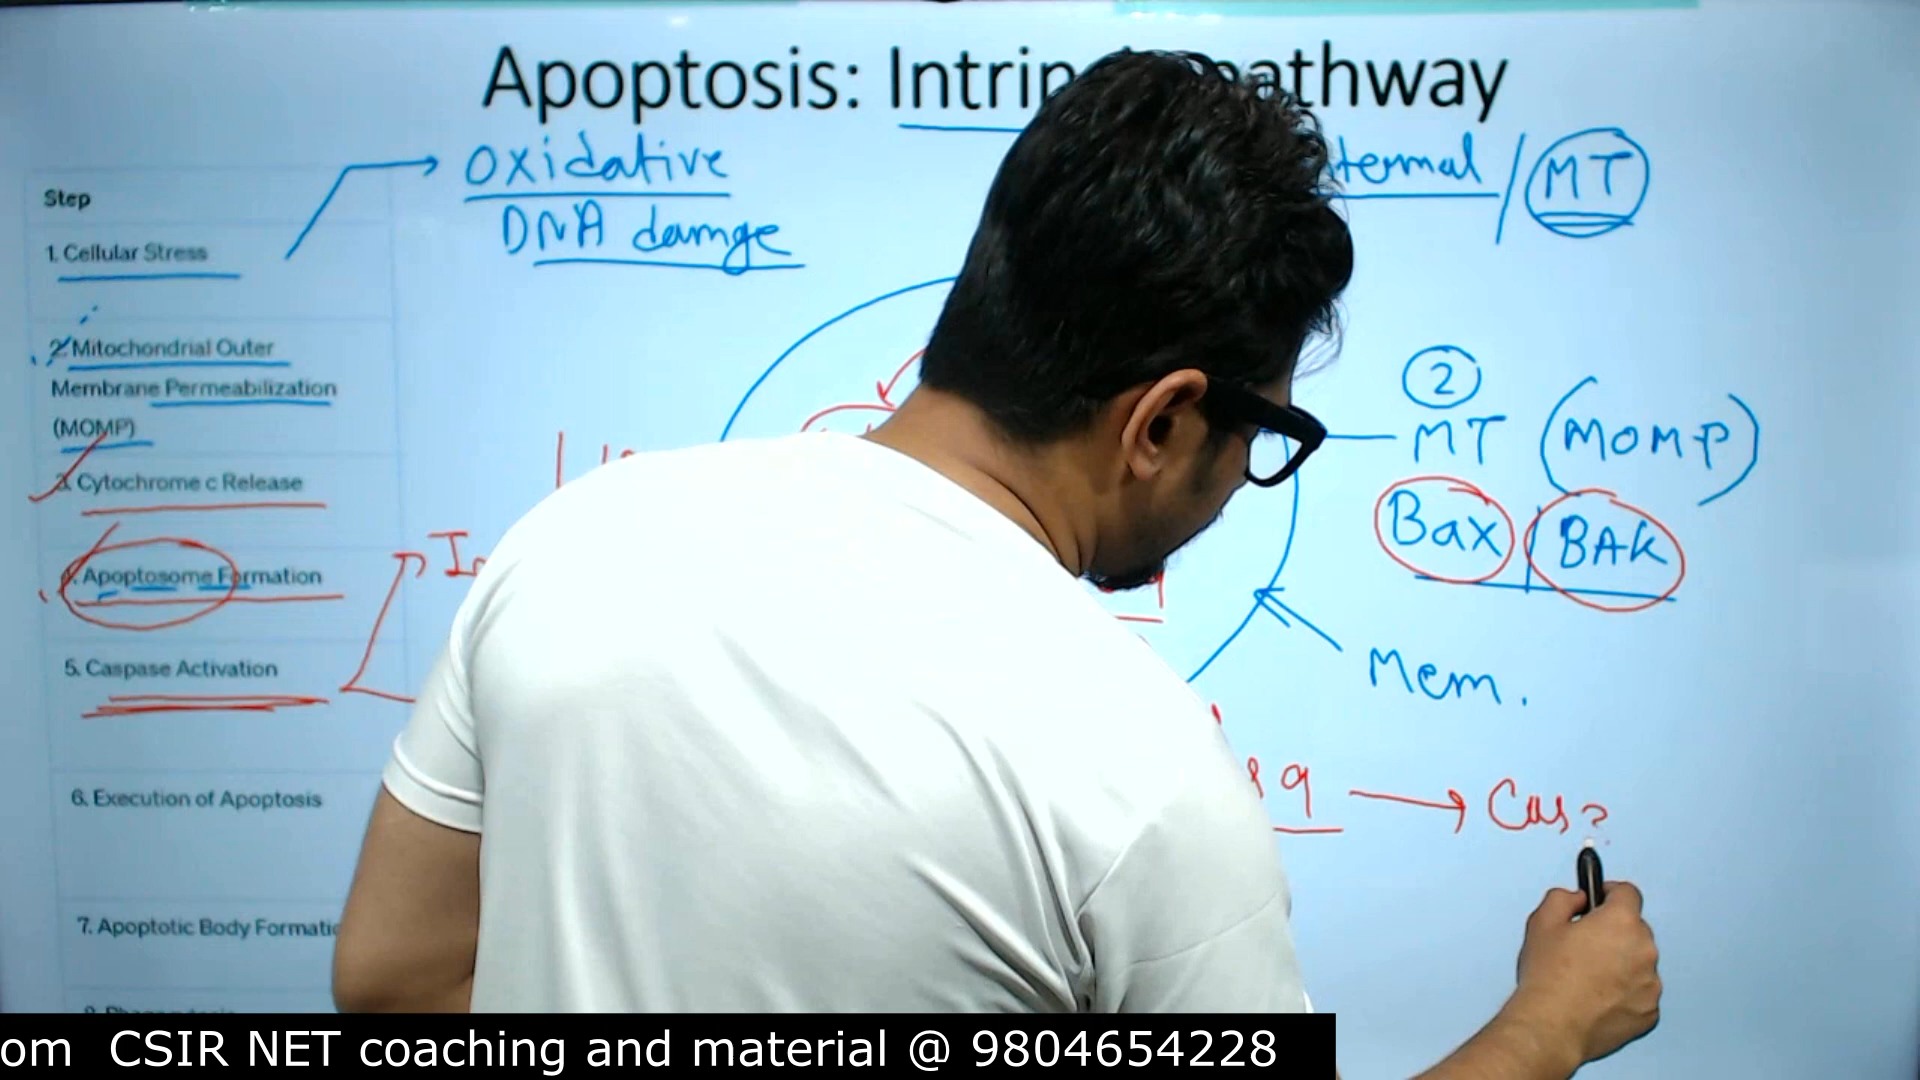 Apoptosis: Intrin pathway
Oxidative
DNA damge
ternal / MT
Step
1. Cellular Stress
2. Mitochondrial Outer
Membrane Permeabilization
(MOMP)
3. Cytochrome c Release
4. Apoptosome Formation
5. Caspase Activation
6. Execution of Apoptosis
7. Apoptotic Body Formatio
2
MT (MOMP)
Bax / BAK
Mem.
9 → Cas
om CSIR NET coaching and material @ 9804654228